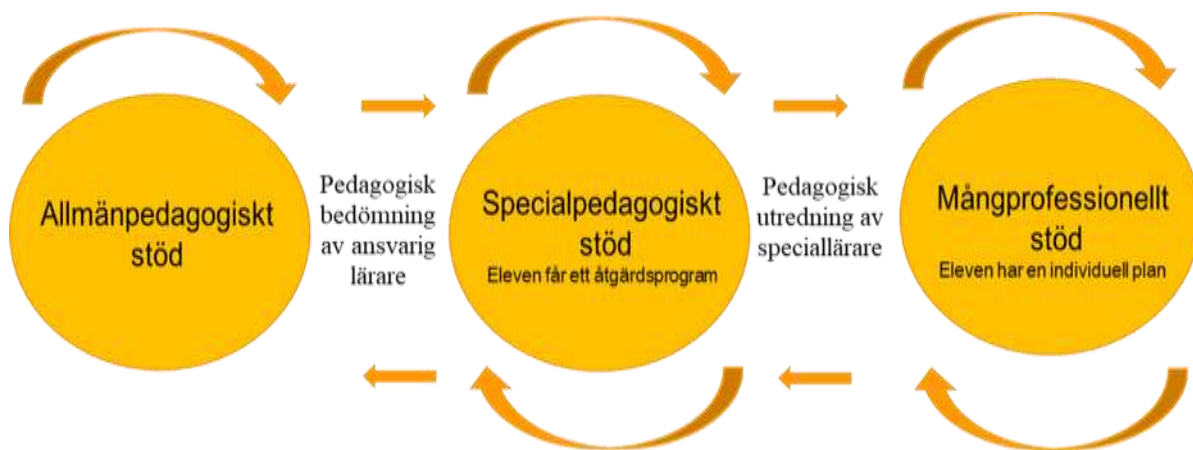 Allmänpedagogiskt
stöd
Pedagogisk
bedömning
av ansvarig
lärare
Specialpedagogiskt
stöd
Eleven får ett åtgärdsprogram
Pedagogisk
utredning av
speciallärare
Mångprofessionellt
stöd
Eleven har en individuell plan